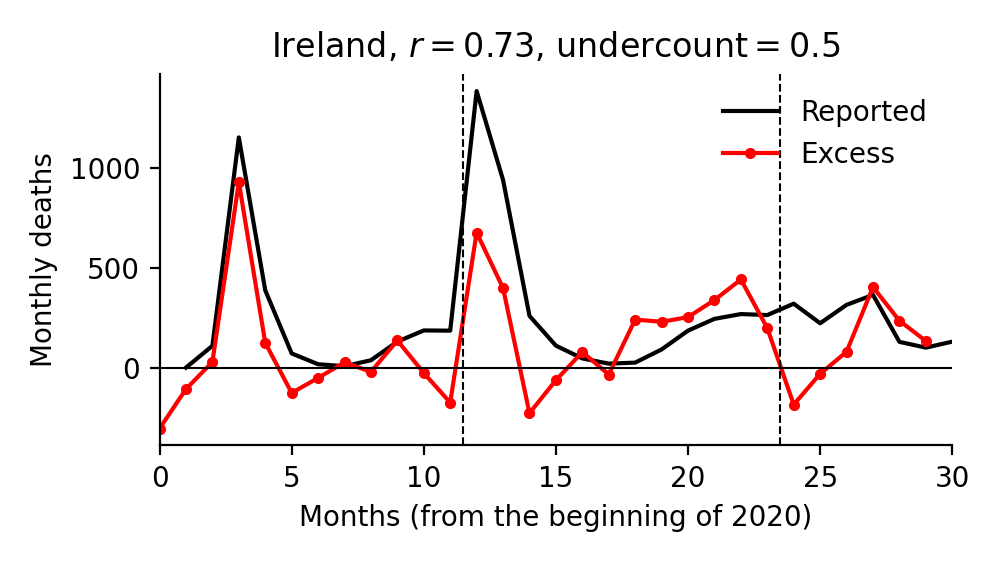 Ireland, r = 0.73, undercount = 0.5
Reported
Excess
Monthly deaths
1000
500
0
0 5 10 15 20 25 30
Months (from the beginning of 2020)